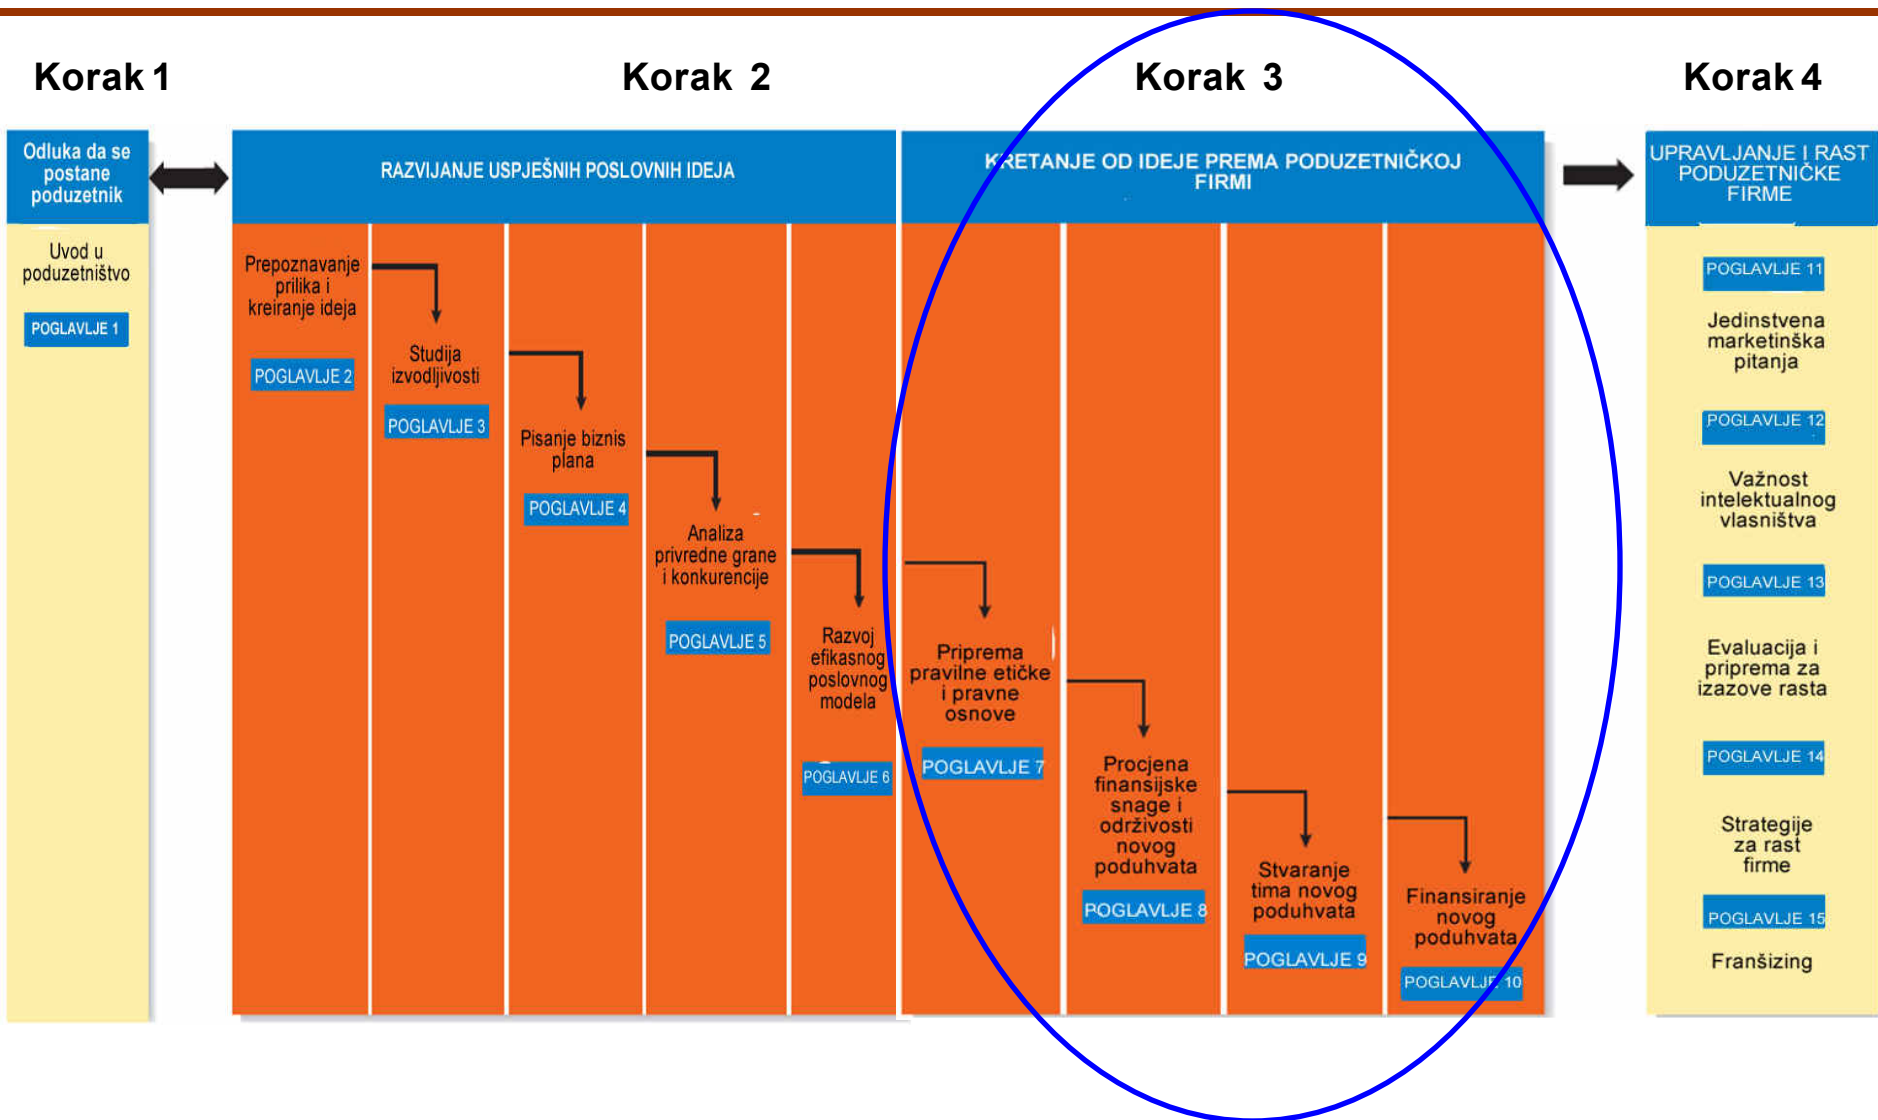 Korak 1
Korak 2
Korak 3
Korak 4
Odluka da se
postane
poduzetnik
Uvod u
poduzetništvo
POGLAVLJE 1
RAZVIJANJE USPJEŠNIH POSLOVNIH IDEJA
Prepoznavanje
prilika i
kreiranje ideja
POGLAVLJE 2
Studija
izvodljivosti
POGLAVLJE 3
Pisanje biznis
plana
POGLAVLJE 4
Analiza
privredne grane
i konkurencije
POGLAVLJE 5
Razvoj
efikasnog
poslovnog
modela
POGLAVLJE 6
KRETANJE OD IDEJE PREMA PODUZETNIČKOJ
FIRMI
Priprema
pravilne etičke
i pravne
osnove
POGLAVLJE 7
Procjena
finansijske
snage i
održivosti
novog
poduhvata
POGLAVLJE 8
Stvaranje
tima novog
poduhvata
POGLAVLJE 9
Finansiranje
novog
poduhvata
POGLAVLJE 10
UPRAVLJANJE I RAST
PODUZETNIČKE
FIRME
POGLAVLJE 11
Jedinstvena
marketinška
pitanja
POGLAVLJE 12
Važnost
intelektualnog
vlasništva
POGLAVLJE 13
Evaluacija i
priprema za
izazove rasta
POGLAVLJE 14
Strategije
za rast
firme
POGLAVLJE 15
Franšizing